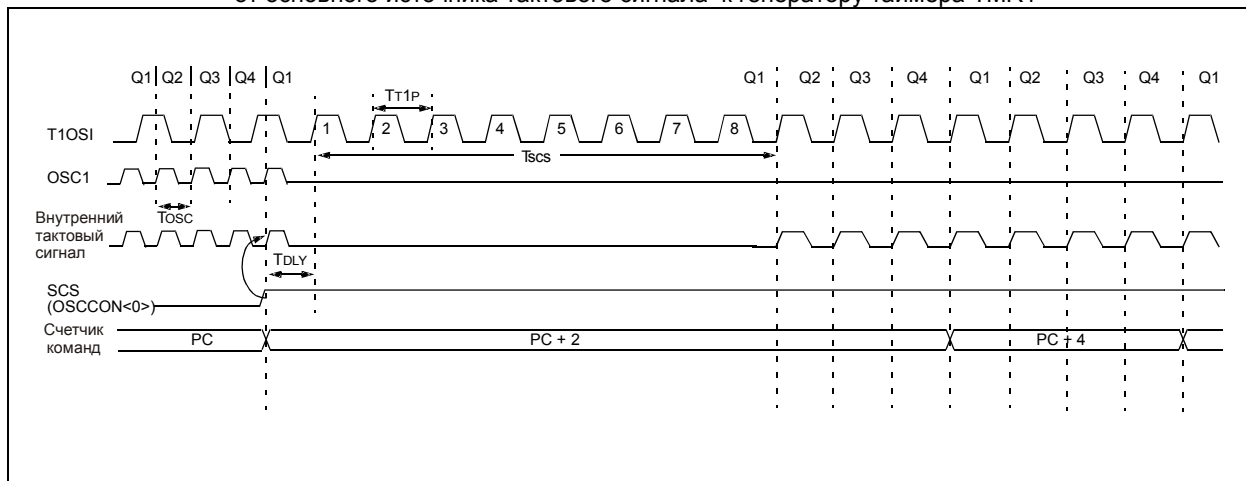 от основного источника тактового сигнала к генератору таймера TMR1
Q1 Q2 Q3 Q4 Q1 Q1 Q2 Q3 Q4 Q1 Q2 Q3 Q4 Q1
TT1P
T1OSI 1 2 3 4 5 6 7 8
TSCS
OSC1
TOSC
Внутренний
тактовый
сигнал
TDLY
SCS
(OSCCON<0>)
Счетчик
команд
PC PC + 2 PC + 4